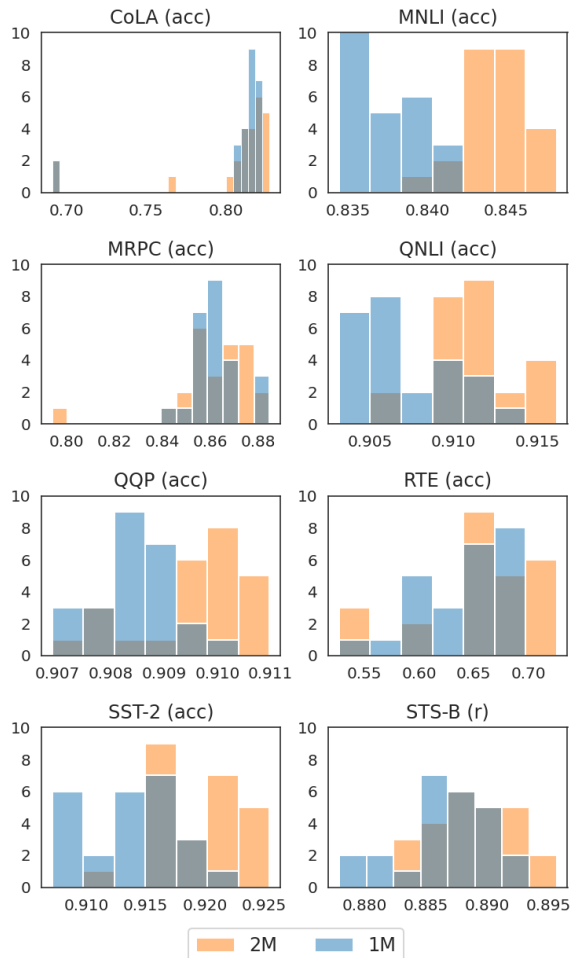 CoLA (acc)
MNLI (acc)
10
8
6
4
2
0
0.70 0.75 0.80
10
8
6
4
2
0
0.835 0.840 0.845
MRPC (acc)
QNLI (acc)
10
8
6
4
2
0
0.80 0.82 0.84 0.86 0.88
10
8
6
4
2
0
0.905 0.910 0.915
QQP (acc)
RTE (acc)
10
8
6
4
2
0
0.907 0.908 0.909 0.910 0.911
10
8
6
4
2
0
0.55 0.60 0.65 0.70
SST-2 (acc)
STS-B (r)
10
8
6
4
2
0
0.910 0.915 0.920 0.925
10
8
6
4
2
0
0.880 0.885 0.890 0.895
2M 1M